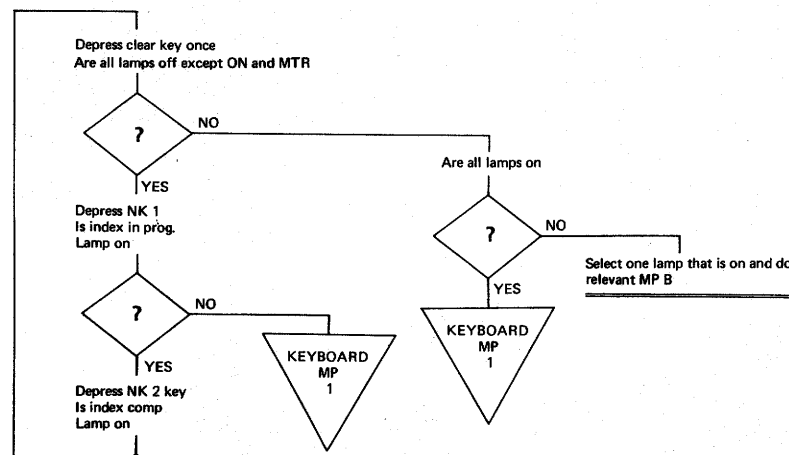 Depress clear key once
Are all lamps off except ON and MTR
?
NO
YES
Are all lamps on
?
NO
Select one lamp that is on and do
relevant MP B
YES
KEYBOARD
MP
1
Depress NK 1
Is index in prog.
Lamp on
?
NO
KEYBOARD
MP
1
YES
Depress NK 2 key
Is index comp
Lamp on